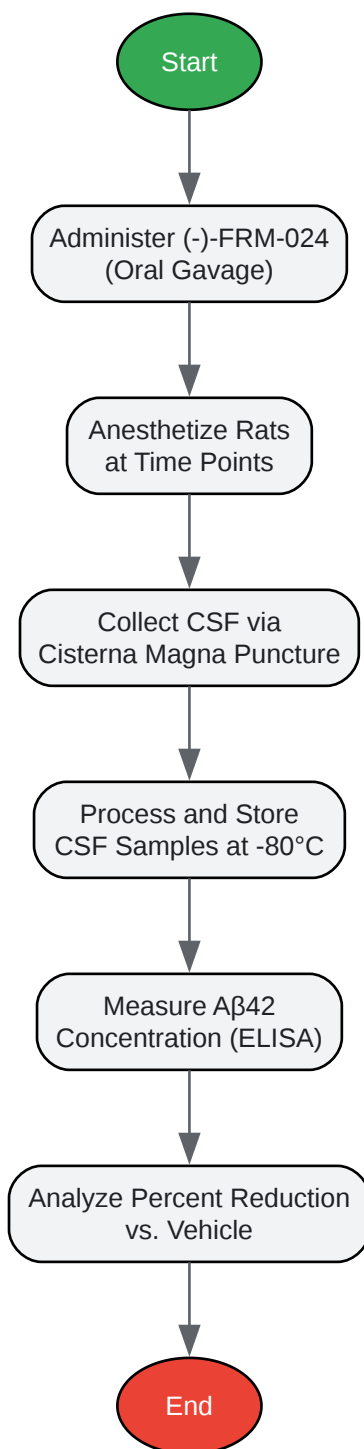 Start
Administer (-)-FRM-024
(Oral Gavage)
Anesthetize Rats
at Time Points
Collect CSF via
Cisterna Magna Puncture
Process and Store
CSF Samples at -80°C
Measure Aβ42
Concentration (ELISA)
Analyze Percent Reduction
vs. Vehicle
End